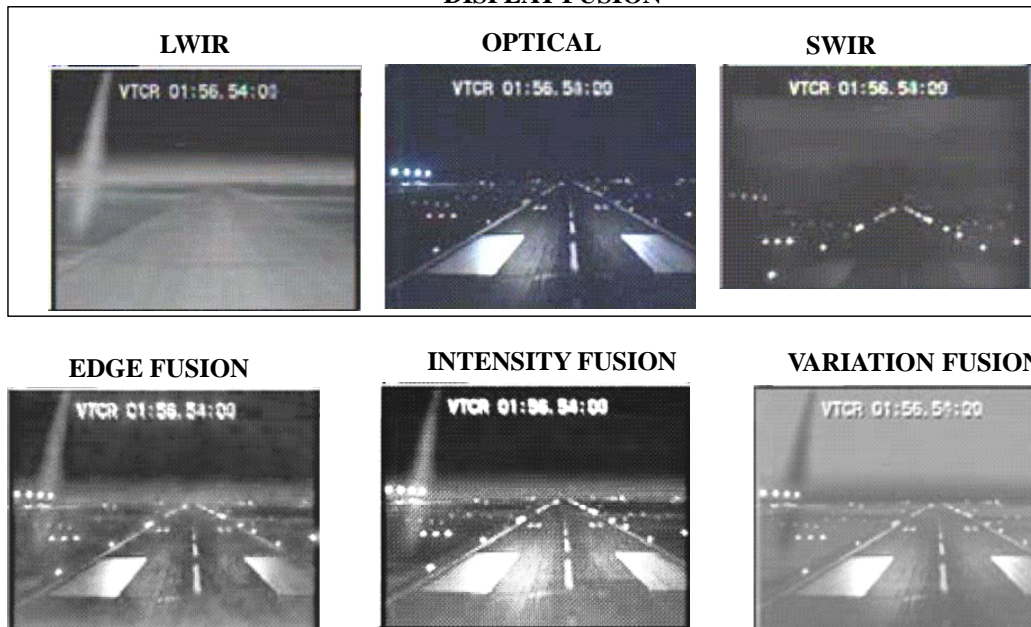 DISPLAY FUSION
LWIR OPTICAL SWIR
VTCR 01:56.54:00 VTCR 01:56.53:00 VTCR 01:56.53:00
EDGE FUSION INTENSITY FUSION VARIATION FUSION
VTCR 01:56.54:00 VTCR 01:56.54:00 VTCR 01:56.54:00